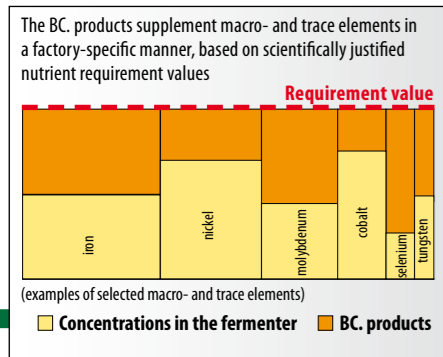 The BC. products supplement macro- and trace elements in
a factory-specific manner, based on scientifically justified
nutrient requirement values
Requirement value
iron
nickel
molybdenum
cobalt
selenium
tungsten
(examples of selected macro- and trace elements)
Concentrations in the fermenter
BC. products